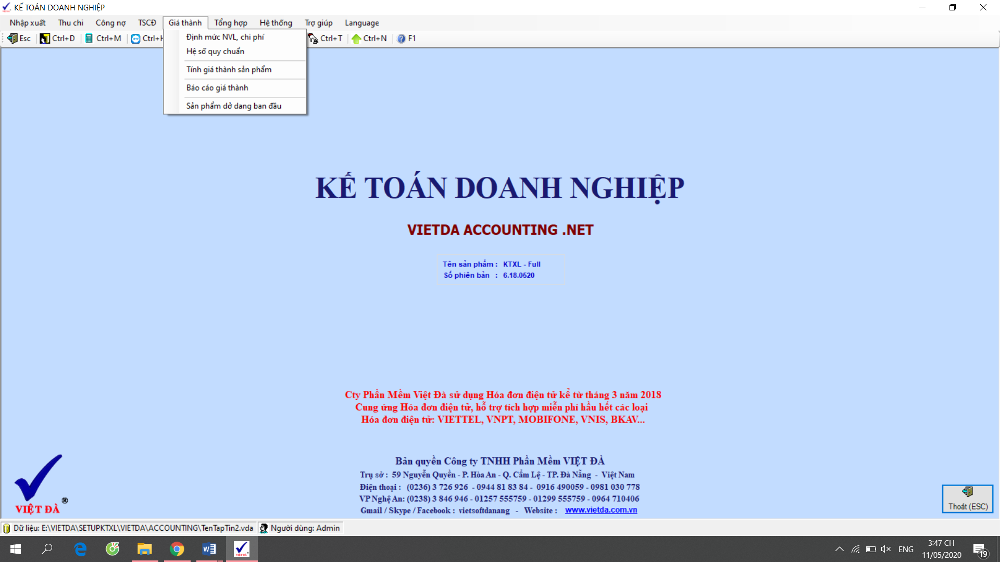 KẾ TOÁN DOANH NGHIỆP
Nhập xuất Thu chi Công nợ TSCĐ Giá thành Tổng hợp Hệ thống Trợ giúp Language
Esc Ctrl+D Ctrl+M Ctrl+H Ctrl+T Ctrl+N F1
Định mức NVL, chi phí
Hệ số quy chuẩn
Tính giá thành sản phẩm
Báo cáo giá thành
Sản phẩm dở dang ban đầu
KẾ TOÁN DOANH NGHIỆP
VIETDA ACCOUNTING .NET
Tên sản phẩm : KTXL - Full
Số phiên bản : 6.18.0520
Cty Phần Mềm Việt Đà sử dụng Hóa đơn điện tử kể từ tháng 3 năm 2018
Cung ứng Hóa đơn điện tử, hỗ trợ tích hợp miễn phí hầu hết các loại
Hóa đơn điện tử: VIETTEL, VNPT, MOBIFONE, VNIS, BKAV...
Bản quyền Công ty TNHH Phần Mềm VIỆT ĐÀ
Trụ sở : 59 Nguyễn Quyền - P. Hòa An - Q. Cẩm Lệ - TP. Đà Nẵng - Việt Nam
Điện thoại : (0236) 3 726 926 - 0944 81 83 84 - 0916 490059 - 0981 030 778
VP Nghệ An: (0238) 3 846 946 - 01257 555759 - 01299 555759 - 0964 710406
Gmail / Skype / Facebook : vietsoftdanang - Website : www.vietda.com.vn
VIỆT ĐÀ ®
Thoát (ESC)
Dữ liệu: E:\VIETDA\SETUPKTXL\VIETDA\ACCOUNTING\TenTapTin2.vda Người dùng: Admin
VIỆT ĐÀ
ENG
3:47 CH
11/05/2020
19